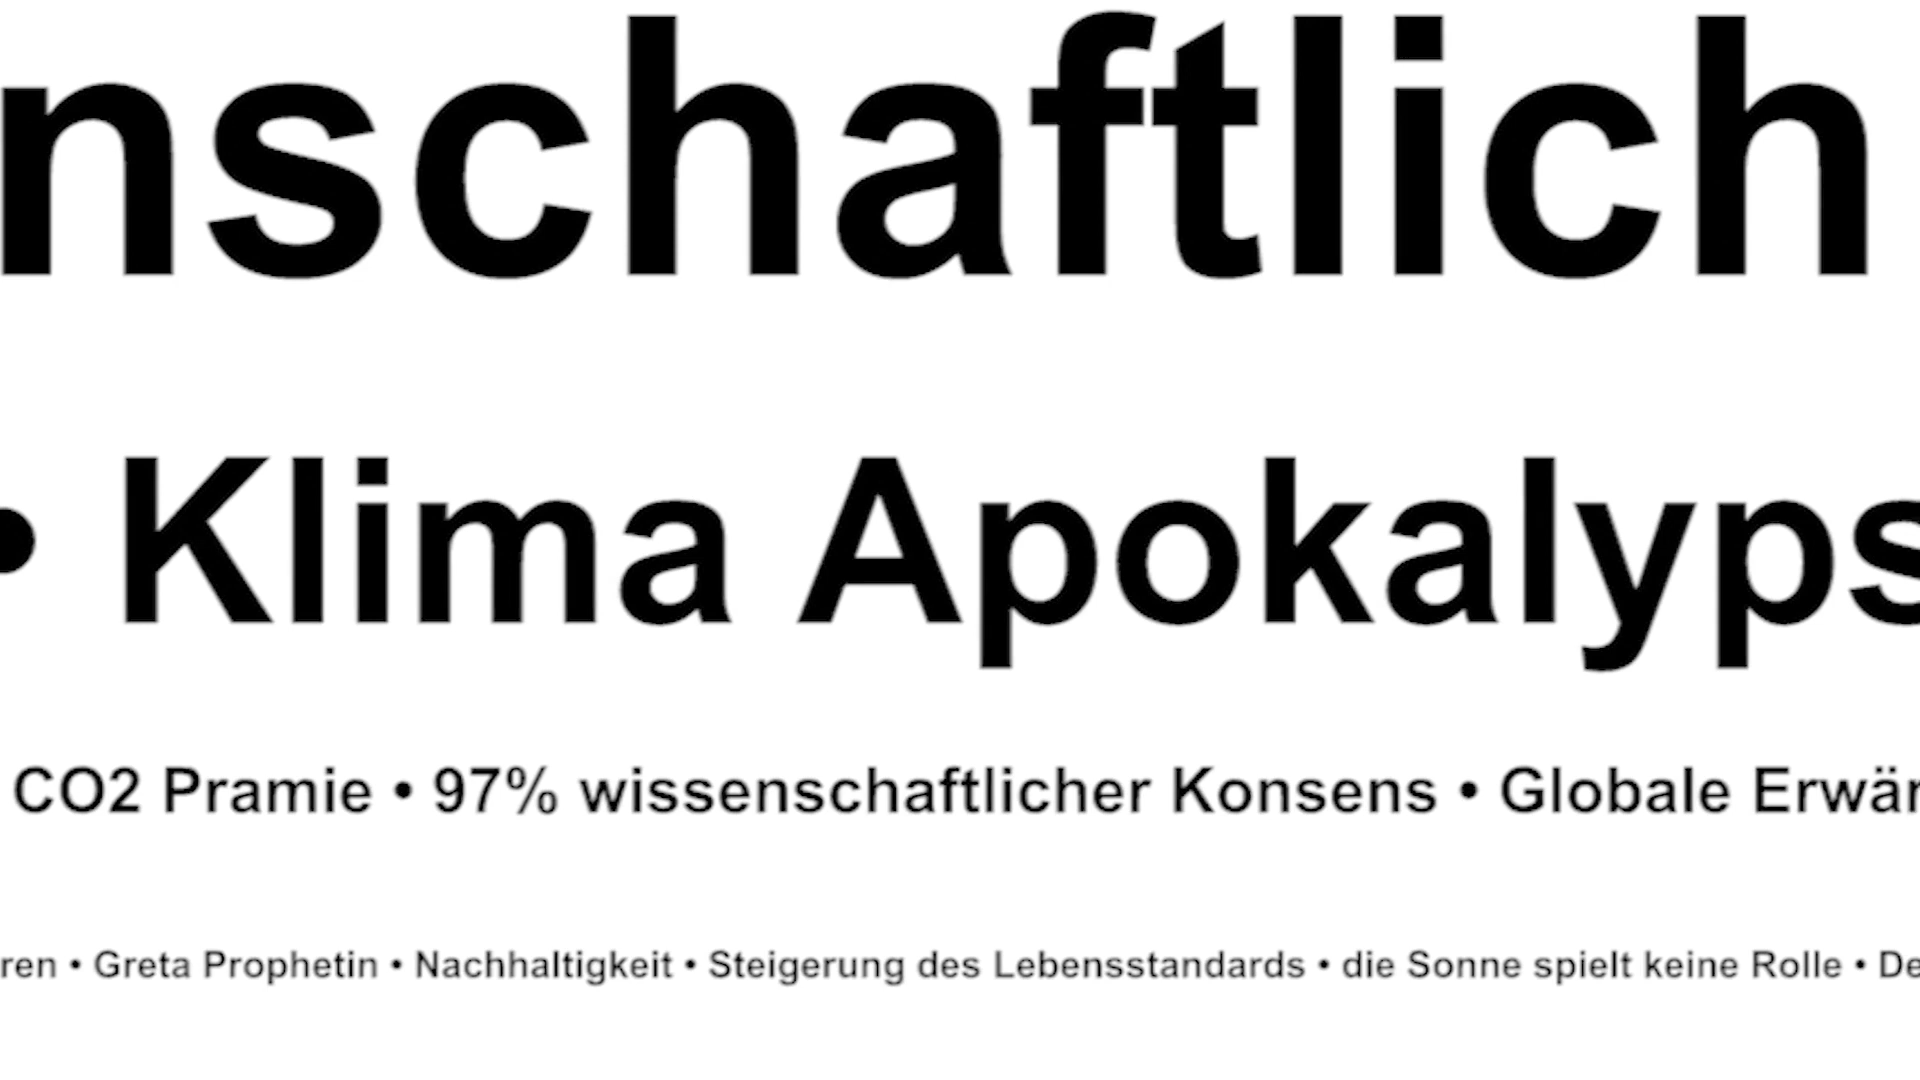 nschaftlich
• Klima Apokalyps
CO2 Pramie • 97% wissenschaftlicher Konsens • Globale Erwär
ren • Greta Prophetin • Nachhaltigkeit • Steigerung des Lebensstandards • die Sonne spielt keine Rolle • De